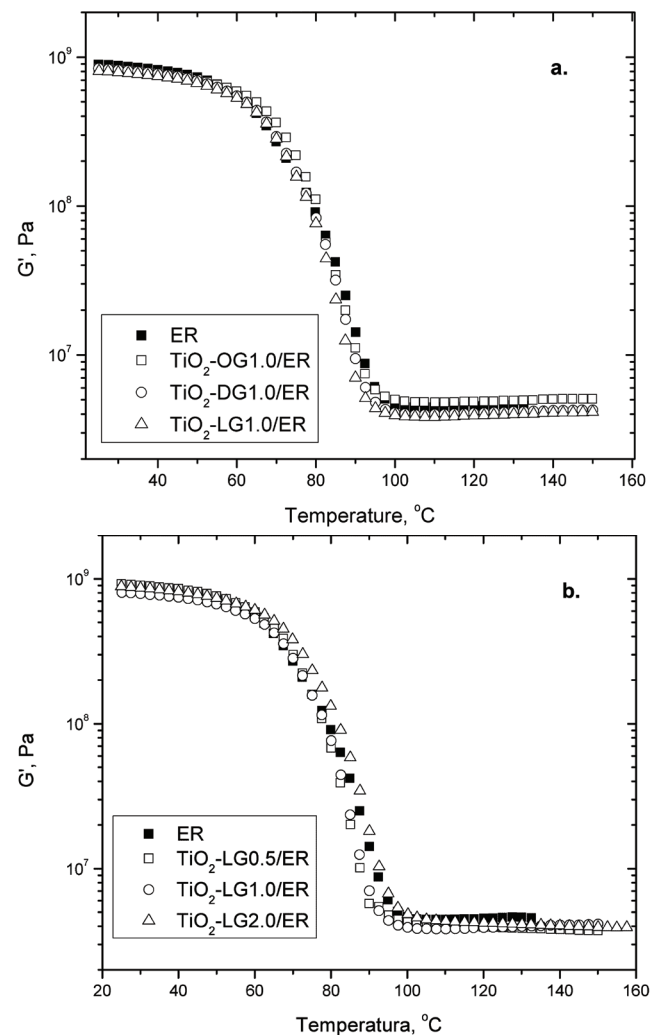 a.
10⁹
10⁸
10⁷
G', Pa
ER
TiO₂-OG1.0/ER
TiO₂-DG1.0/ER
TiO₂-LG1.0/ER
40 60 80 100 120 140 160
Temperature, °C
b.
10⁹
10⁸
10⁷
G', Pa
ER
TiO₂-LG0.5/ER
TiO₂-LG1.0/ER
TiO₂-LG2.0/ER
20 40 60 80 100 120 140 160
Temperatura, °C